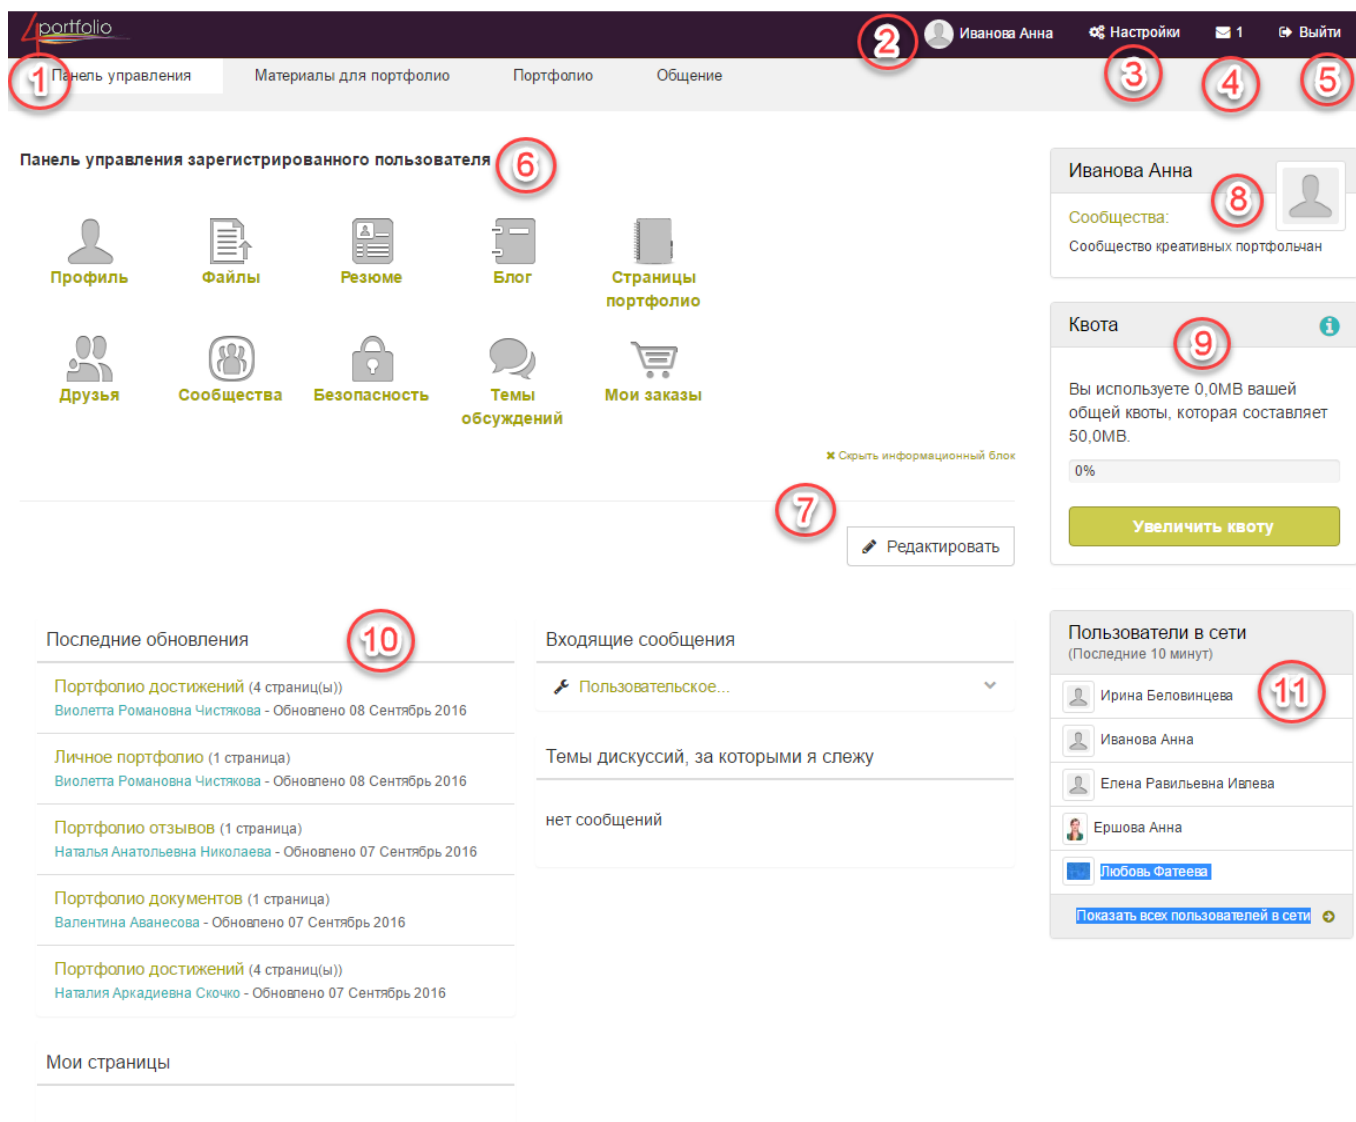 4portfolio
2
Иванова Анна
Настройки
1
Выйти
1
Панель управления
Материалы для портфолио
Портфолио
Общение
3
4
5
Панель управления зарегистрированного пользователя
6
Профиль
Файлы
Резюме
Блог
Страницы
портфолио
Друзья
Сообщества
Безопасность
Темы
обсуждений
Мои заказы
Скрыть информационный блок
7
Редактировать
Иванова Анна
8
Сообщества:
Сообщество креативных портфольчан
Квота
9
Вы используете 0,0MB вашей
общей квоты, которая составляет
50,0MB.
0%
Увеличить квоту
Последние обновления
10
Портфолио достижений (4 страниц(ы))
Виолетта Романовна Чистякова - Обновлено 08 Сентябрь 2016
Личное портфолио (1 страница)
Виолетта Романовна Чистякова - Обновлено 08 Сентябрь 2016
Портфолио отзывов (1 страница)
Наталья Анатольевна Николаева - Обновлено 07 Сентябрь 2016
Портфолио документов (1 страница)
Валентина Аванесова - Обновлено 07 Сентябрь 2016
Портфолио достижений (4 страниц(ы))
Наталия Аркадиевна Скочко - Обновлено 07 Сентябрь 2016
Мои страницы
Входящие сообщения
Пользовательское...
Темы дискуссий, за которыми я слежу
нет сообщений
Пользователи в сети
(Последние 10 минут)
11
Ирина Беловинцева
Иванова Анна
Елена Равильевна Ивлева
Ершова Анна
Любовь Фатеева
Показать всех пользователей в сети